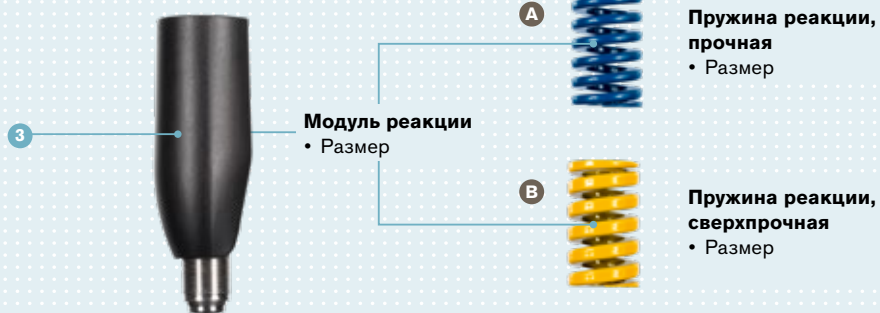 A
Пружина реакции,
прочная
• Размер
3
Модуль реакции
• Размер
B
Пружина реакции,
сверхпрочная
• Размер